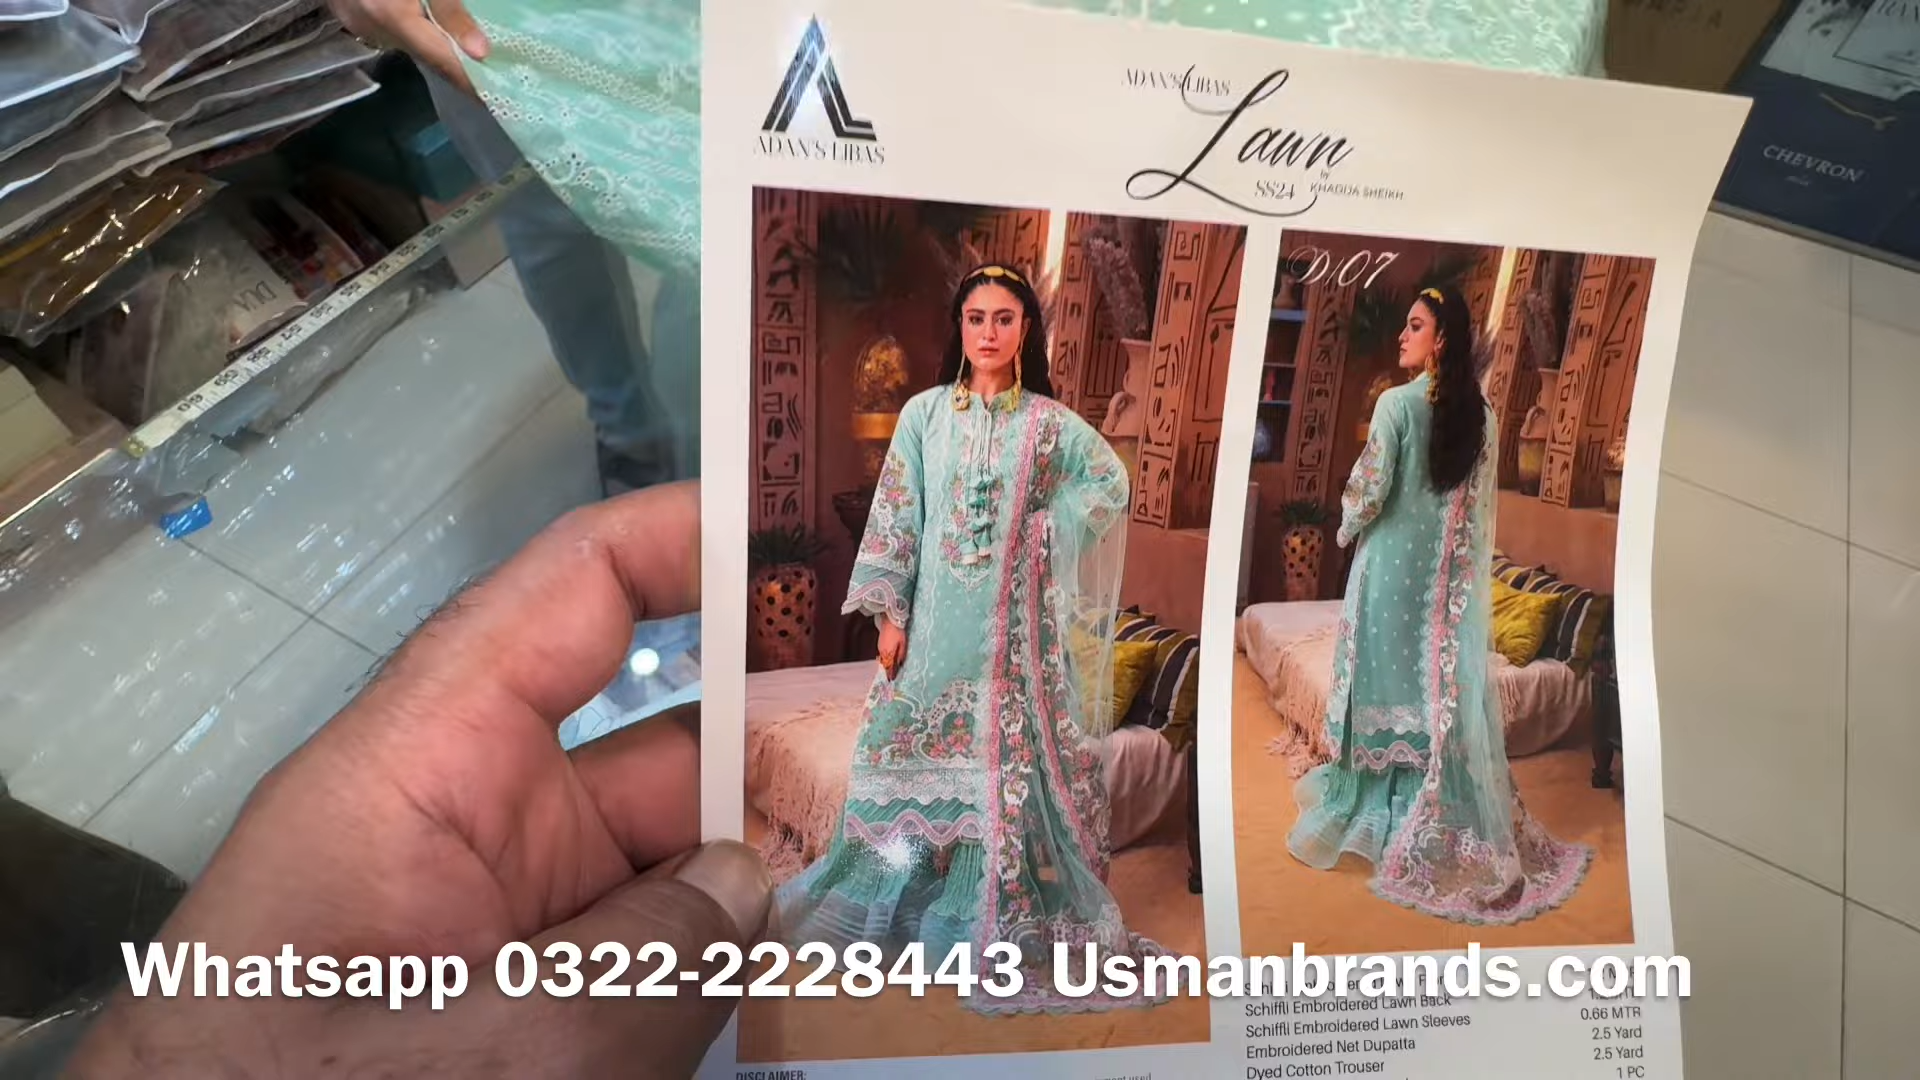 ADAN'S LIBAS
ADAN'S LIBAS
Lawn
by
SS24 KHADIJA SHEIKH
CHEVRON
D/07
Whatsapp 0322-2228443 Usmanbrands.com
Schiffli Embroidered Lawn Back
Schiffli Embroidered Lawn Sleeves 0.66 MTR
Embroidered Net Dupatta 2.5 Yard
Dyed Cotton Trouser 2.5 Yard
1 PC
DISCLAIMER: